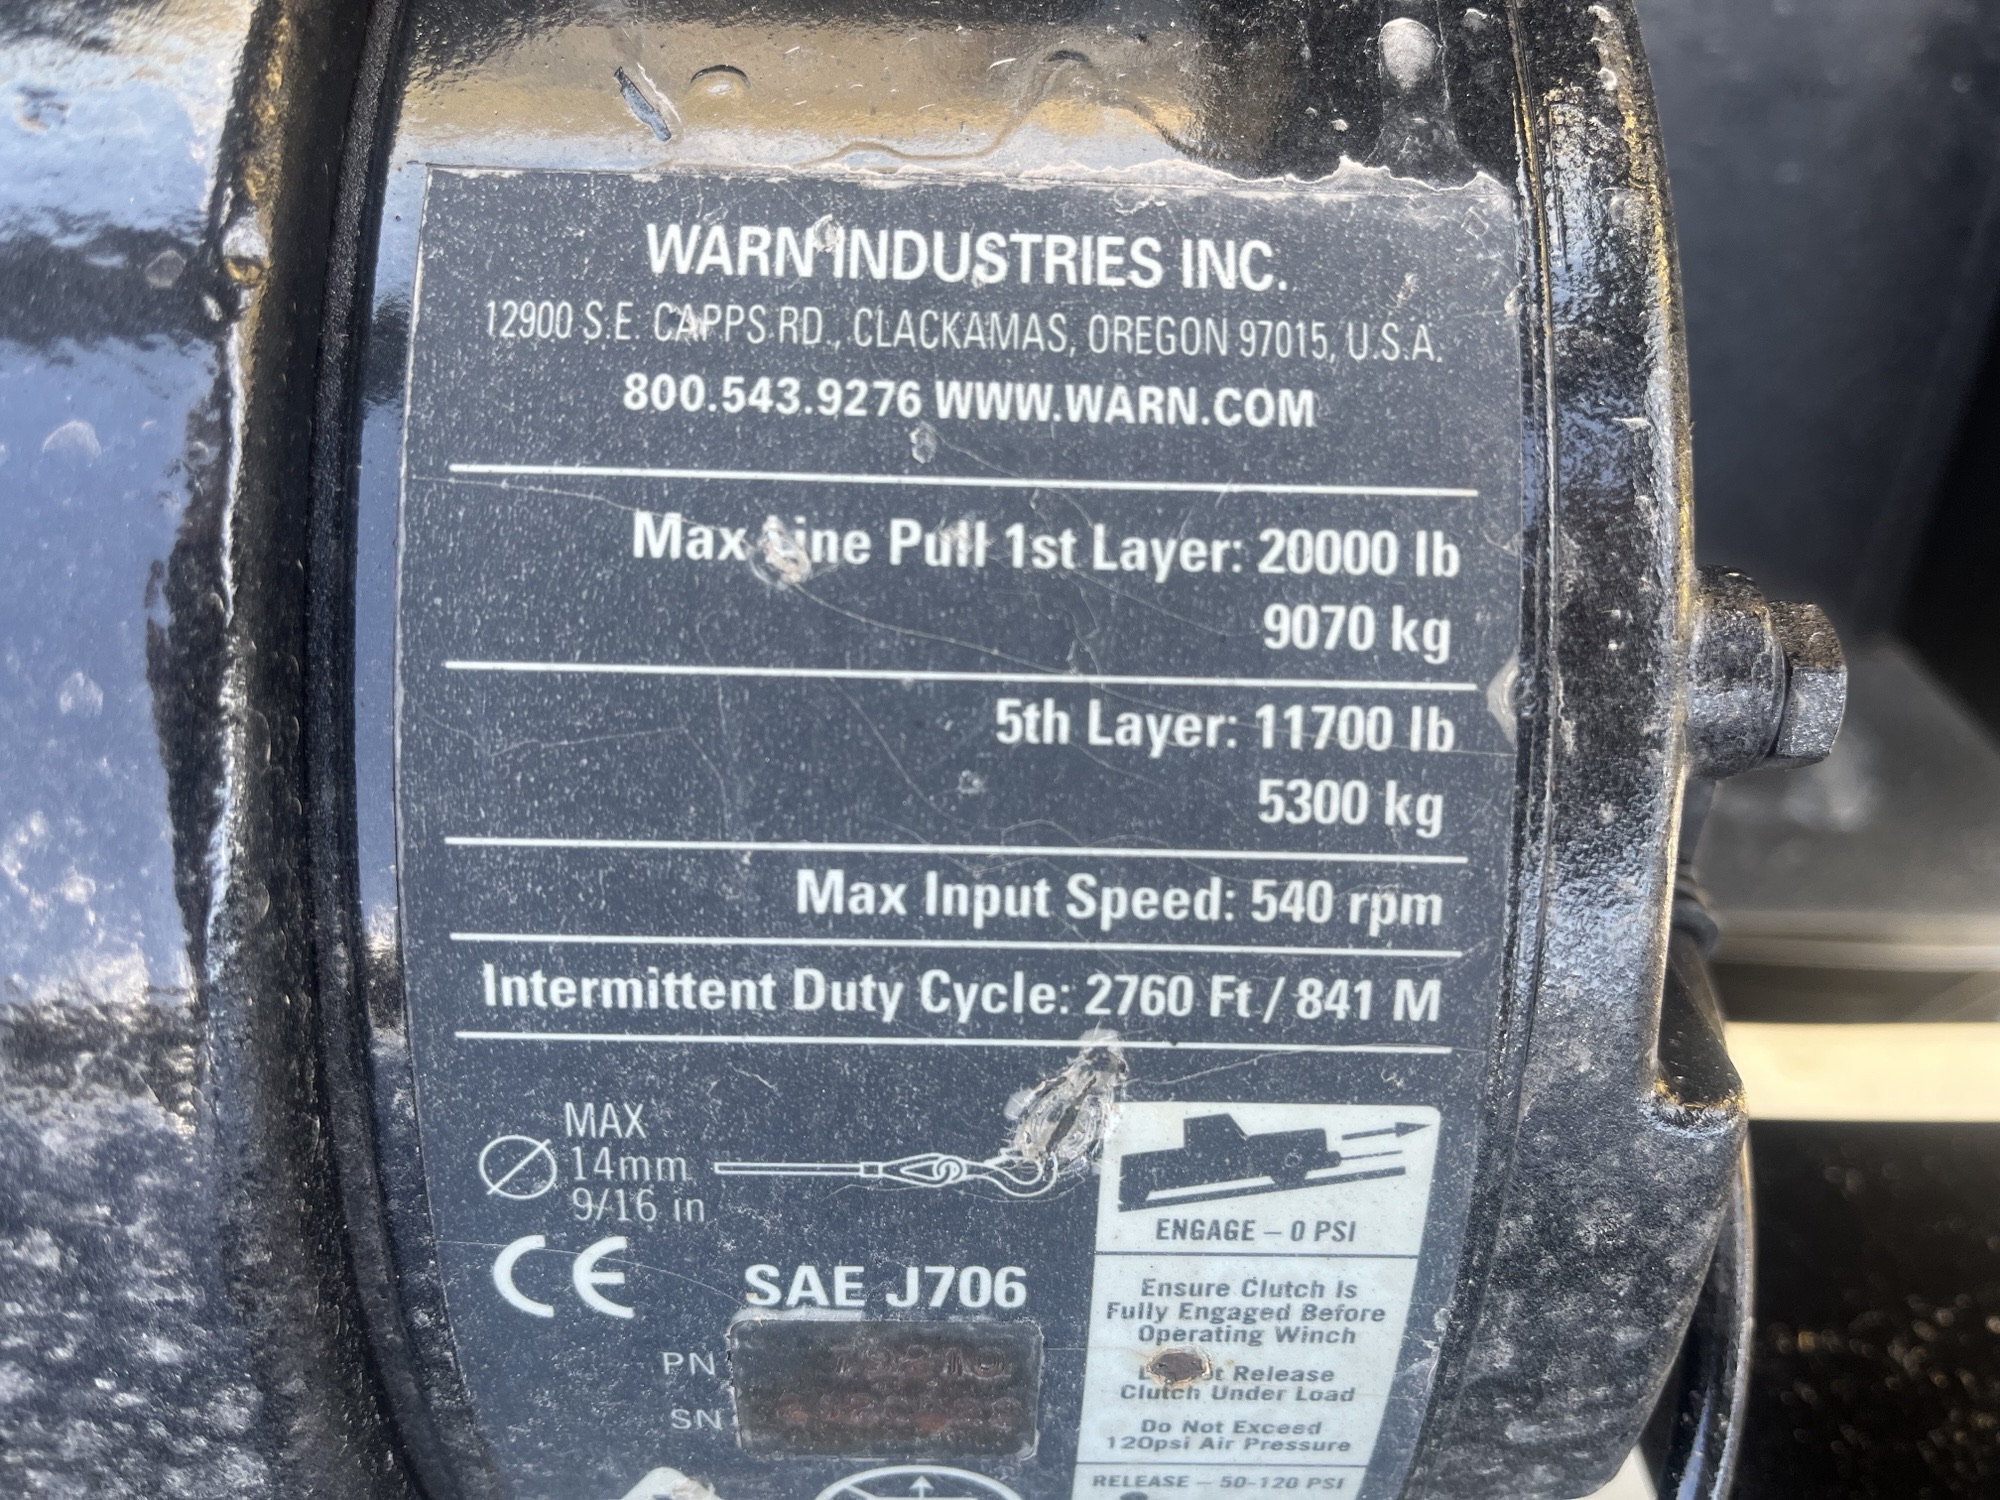 WARN INDUSTRIES INC.
12900 S.E. CAPPS RD., CLACKAMAS, OREGON 97015, U.S.A.
800.543.9276 WWW.WARN.COM
Max Line Pull 1st Layer: 20000 lb
9070 kg
5th Layer: 11700 lb
5300 kg
Max Input Speed: 540 rpm
Intermittent Duty Cycle: 2760 Ft / 841 M
MAX
14mm
9/16 in
CE SAE J706
PN
SN
ENGAGE – 0 PSI
Ensure Clutch Is
Fully Engaged Before
Operating Winch
Do Not Release
Clutch Under Load
Do Not Exceed
120psi Air Pressure
RELEASE – 50-120 PSI